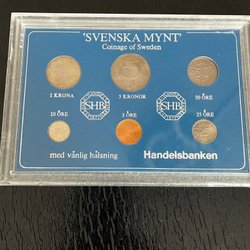 'SVENSKA MYNT'
Coinage of Sweden
1 KRONA
5 KRONOR
50 ÖRE
SHB
SHB
10 ÖRE
5 ÖRE
25 ÖRE
med vänlig hälsning
Handelsbanken